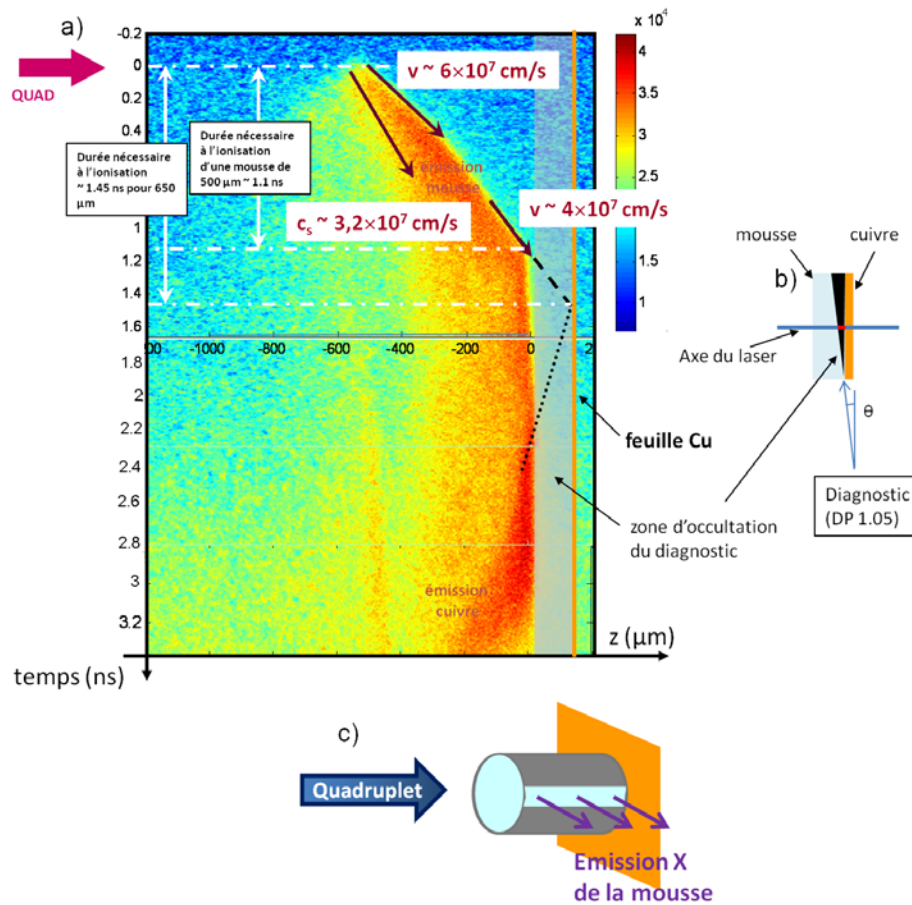 a)
x 10⁴
-0.2
0
0.2
0.4
1
1.2
1.4
1.6
1.8
2
2.2
2.4
2.6
2.8
3
3.2
QUAD
v ~ 6×10⁷ cm/s
Durée nécessaire
à l'ionisation
~ 1.45 ns pour 650
µm
Durée nécessaire
à l'ionisation
d'une mousse de
500 µm ~ 1.1 ns
émission mousse
c_s ~ 3,2×10⁷ cm/s
v ~ 4×10⁷ cm/s
00
-1000
-800
-600
-400
-200
0
2
4
3.5
3
2.5
2
1.5
1
émission
cuivre
temps (ns)
z (µm)
feuille Cu
zone d'occultation
du diagnostic
b)
mousse
cuivre
Axe du laser
θ
Diagnostic
(DP 1.05)
c)
Quadruplet
Emission X
de la mousse